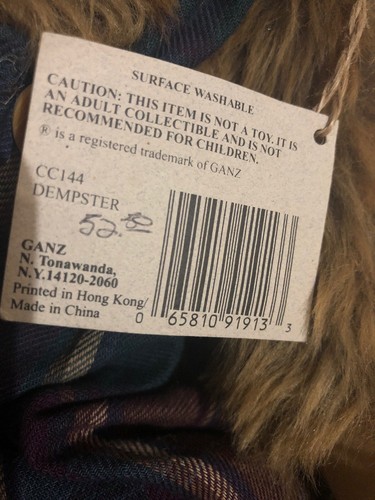 SURFACE WASHABLE
CAUTION: THIS ITEM IS NOT A TOY. IT IS
AN ADULT COLLECTIBLE AND IS NOT
RECOMMENDED FOR CHILDREN.
® is a registered trademark of GANZ
CC144
DEMPSTER
52.50
GANZ
N. Tonawanda,
N.Y.14120-2060
Printed in Hong Kong/
Made in China
0 65810 91913 3